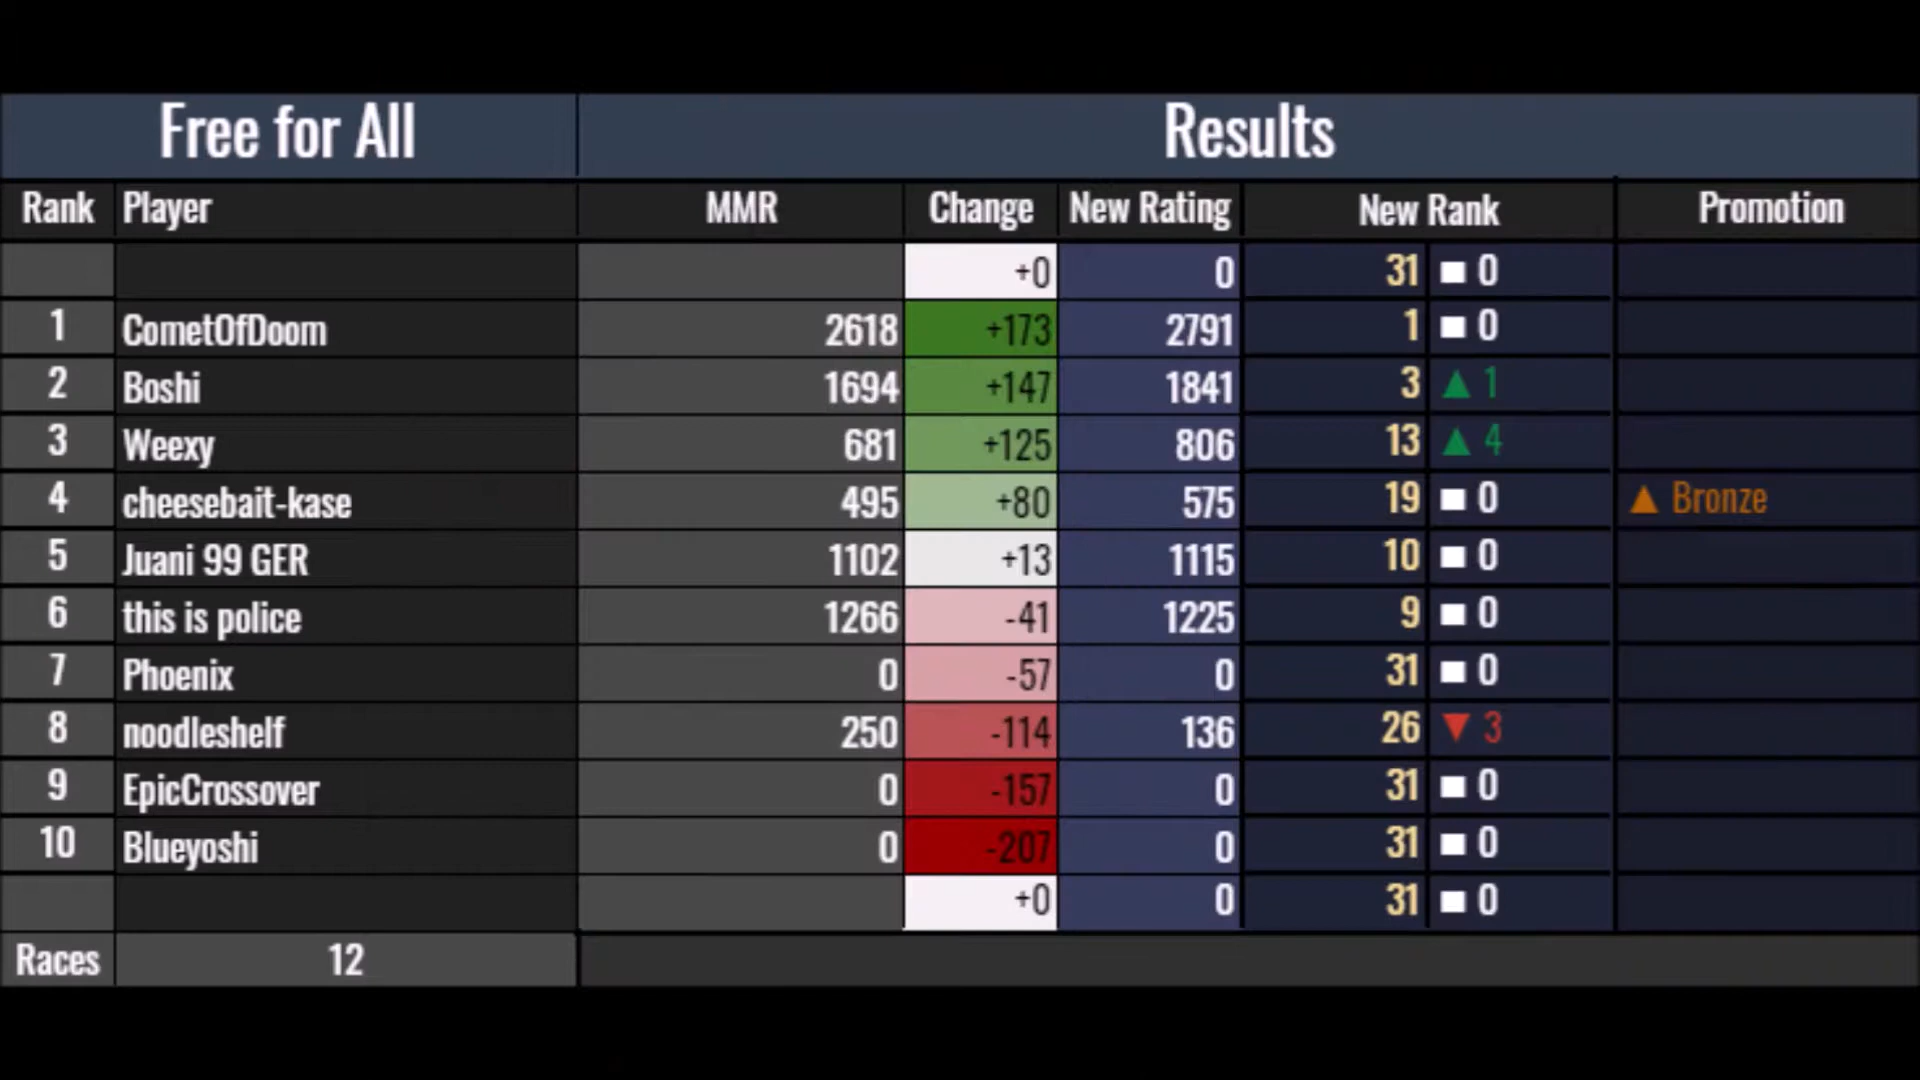 Free for All Results
Rank Player MMR Change New Rating New Rank Promotion
+0 0 31 0
1 CometOfDoom 2618 +173 2791 1 0
2 Boshi 1694 +147 1841 3 ▲ 1
3 Weexy 681 +125 806 13 ▲ 4
4 cheesebait-kase 495 +80 575 19 ■ 0 ▲ Bronze
5 Juani 99 GER 1102 +13 1115 10 ■ 0
6 this is police 1266 -41 1225 9 ■ 0
7 Phoenix 0 -57 0 31 ■ 0
8 noodleshelf 250 -114 136 26 ▼ 3
9 EpicCrossover 0 -157 0 31 ■ 0
10 Blueyoshi 0 -207 0 31 ■ 0
+0 0 31 ■ 0
Races 12